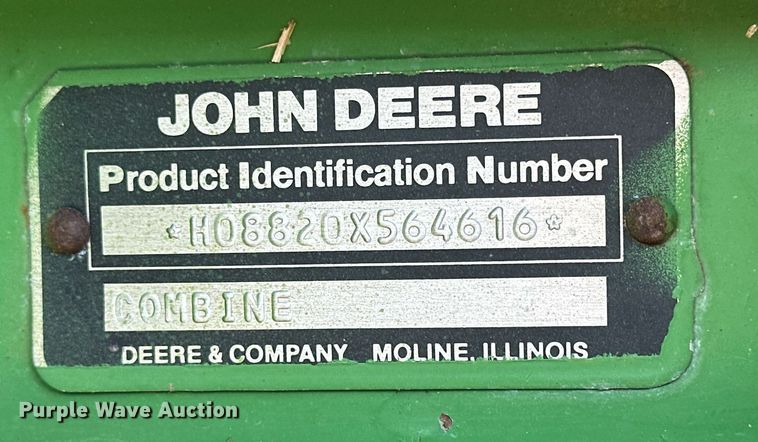 JOHN DEERE
Product Identification Number
*H08820X564616*
COMBINE
DEERE & COMPANY MOLINE, ILLINOIS
Purple Wave Auction